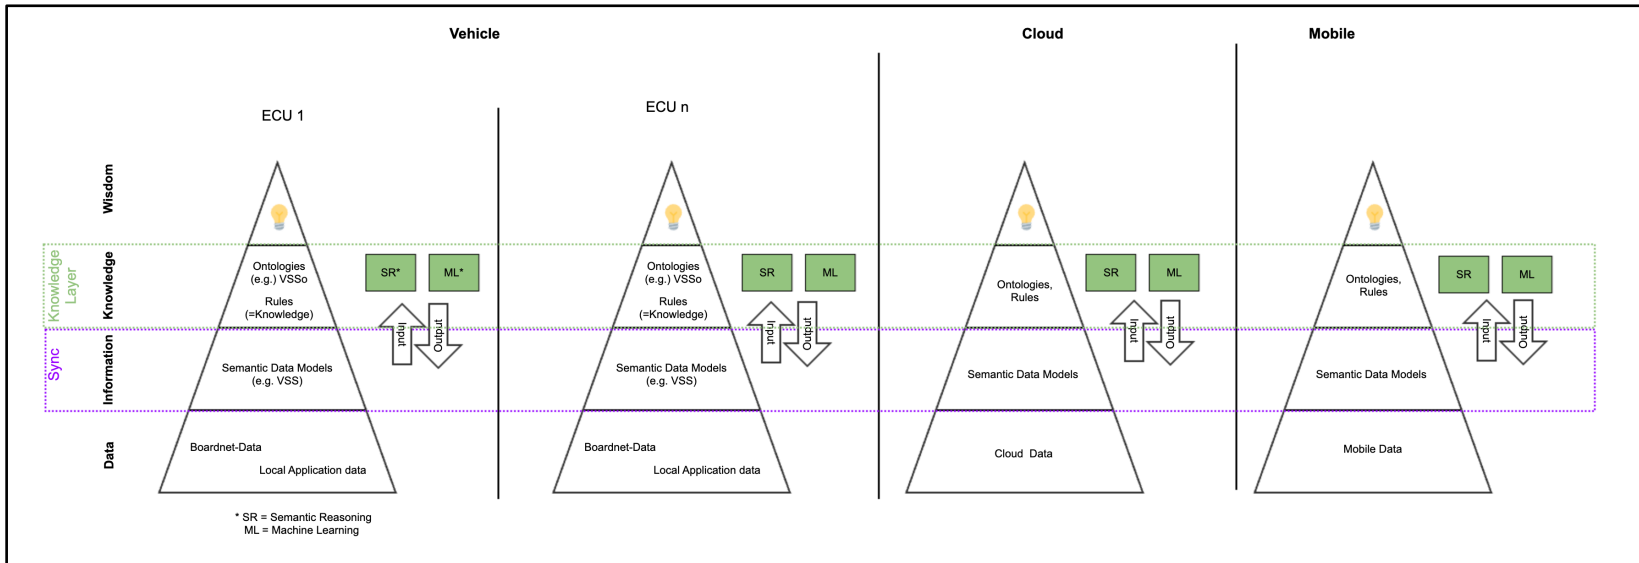 Vehicle
Cloud
Mobile
ECU 1
ECU n
Wisdom
Knowledge
Layer
Knowledge
Ontologies
(e.g.) VSSo
Rules
(=Knowledge)
SR*
ML*
Input
Output
Ontologies
(e.g.) VSSo
Rules
(=Knowledge)
SR
ML
Input
Output
Ontologies,
Rules
SR
ML
Input
Output
Ontologies,
Rules
SR
ML
Input
Output
Sync
Information
Semantic Data Models
(e.g. VSS)
Semantic Data Models
(e.g. VSS)
Semantic Data Models
Semantic Data Models
Data
Boardnet-Data
Local Application data
Boardnet-Data
Local Application data
Cloud Data
Mobile Data
* SR = Semantic Reasoning
ML = Machine Learning